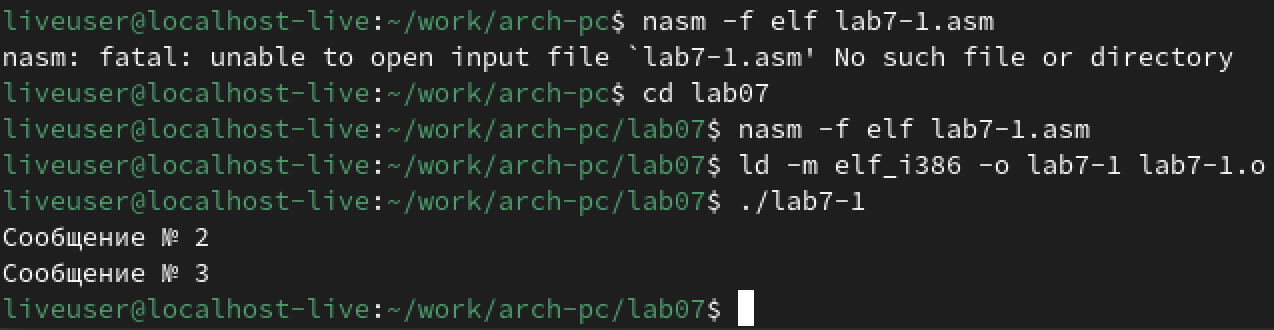 liveuser@localhost-live:~/work/arch-pc$ nasm -f elf lab7-1.asm
nasm: fatal: unable to open input file `lab7-1.asm' No such file or directory
liveuser@localhost-live:~/work/arch-pc$ cd lab07
liveuser@localhost-live:~/work/arch-pc/lab07$ nasm -f elf lab7-1.asm
liveuser@localhost-live:~/work/arch-pc/lab07$ ld -m elf_i386 -o lab7-1 lab7-1.o
liveuser@localhost-live:~/work/arch-pc/lab07$ ./lab7-1
Сообщение № 2
Сообщение № 3
liveuser@localhost-live:~/work/arch-pc/lab07$